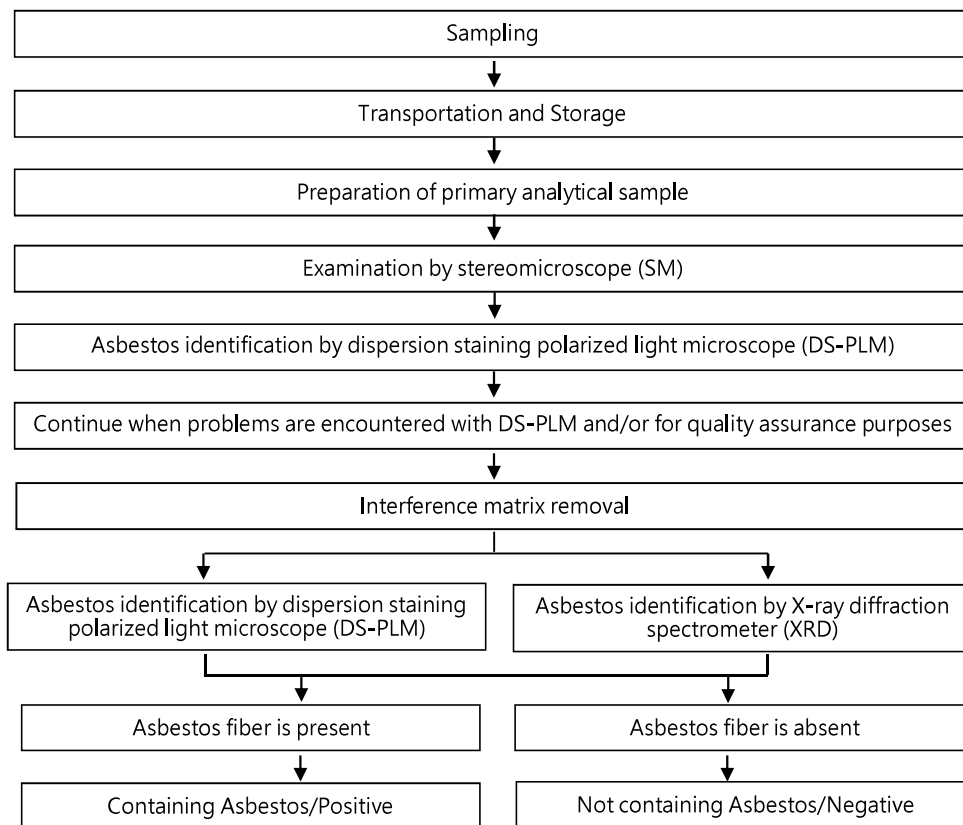 Sampling
Transportation and Storage
Preparation of primary analytical sample
Examination by stereomicroscope (SM)
Asbestos identification by dispersion staining polarized light microscope (DS-PLM)
Continue when problems are encountered with DS-PLM and/or for quality assurance purposes
Interference matrix removal
Asbestos identification by dispersion staining
polarized light microscope (DS-PLM)
Asbestos identification by X-ray diffraction
spectrometer (XRD)
Asbestos fiber is present
Asbestos fiber is absent
Containing Asbestos/Positive
Not containing Asbestos/Negative